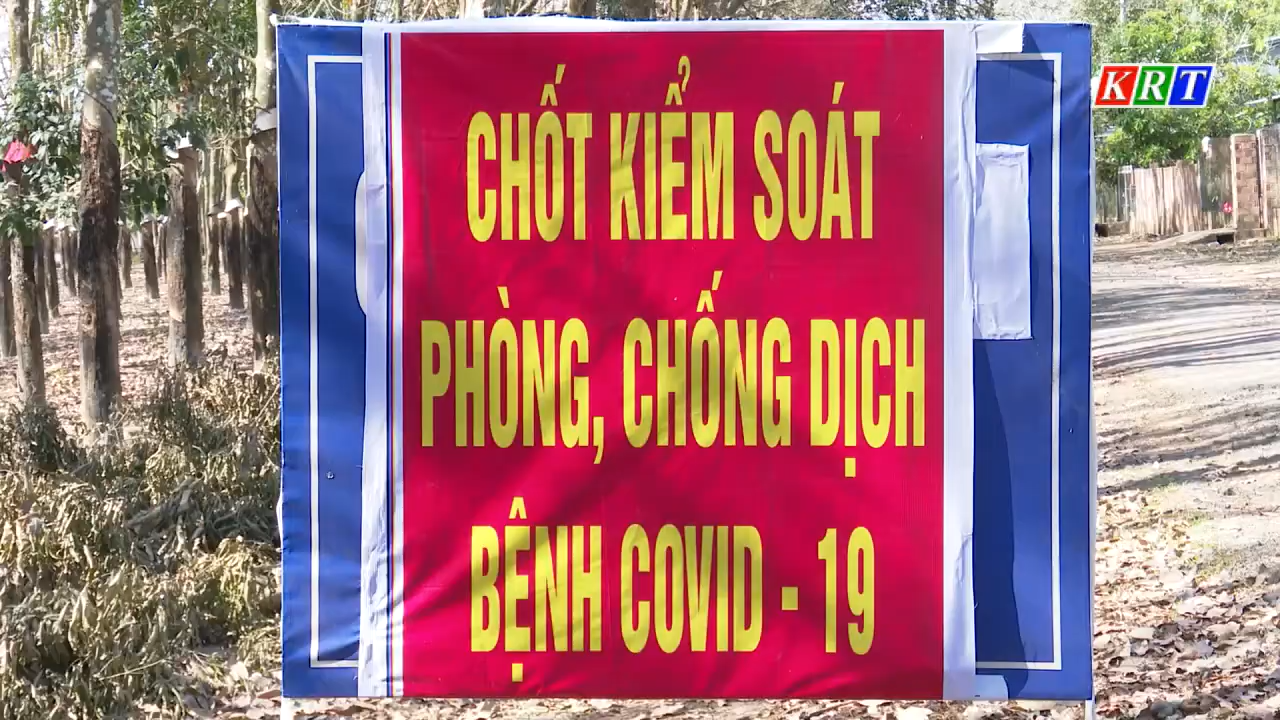 KRT
CHỐT KIỂM SOÁT
PHÒNG, CHỐNG DỊCH
BỆNH COVID - 19